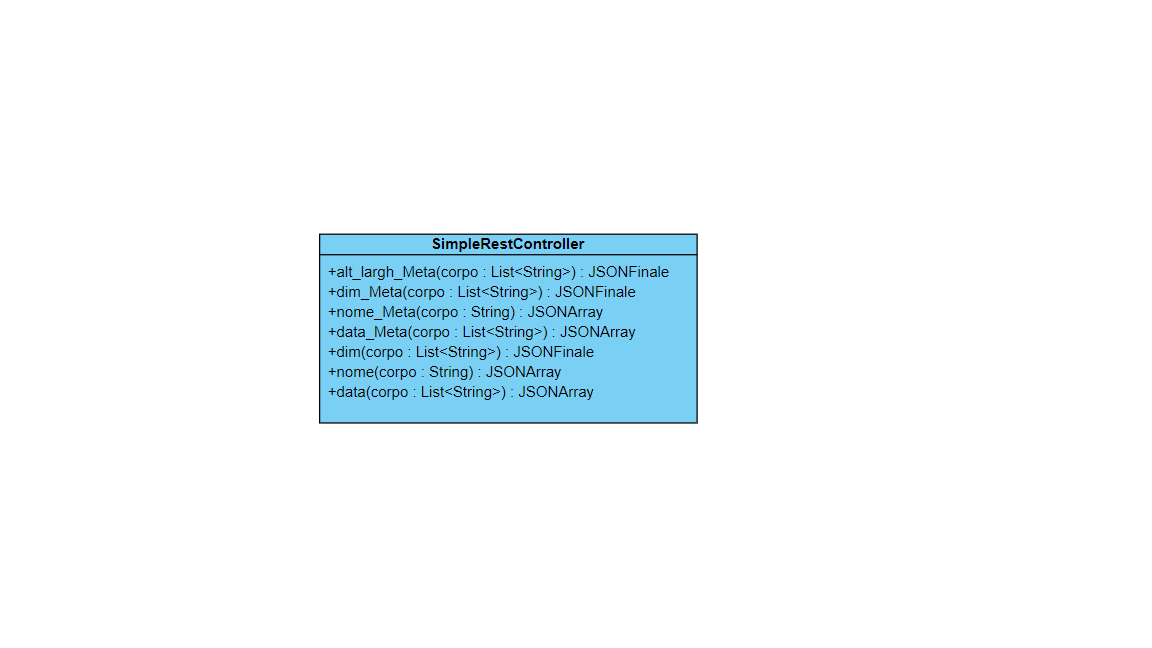 SimpleRestController
+alt_largh_Meta(corpo : List<String>) : JSONFinale
+dim_Meta(corpo : List<String>) : JSONFinale
+nome_Meta(corpo : String) : JSONArray
+data_Meta(corpo : List<String>) : JSONArray
+dim(corpo : List<String>) : JSONFinale
+nome(corpo : String) : JSONArray
+data(corpo : List<String>) : JSONArray